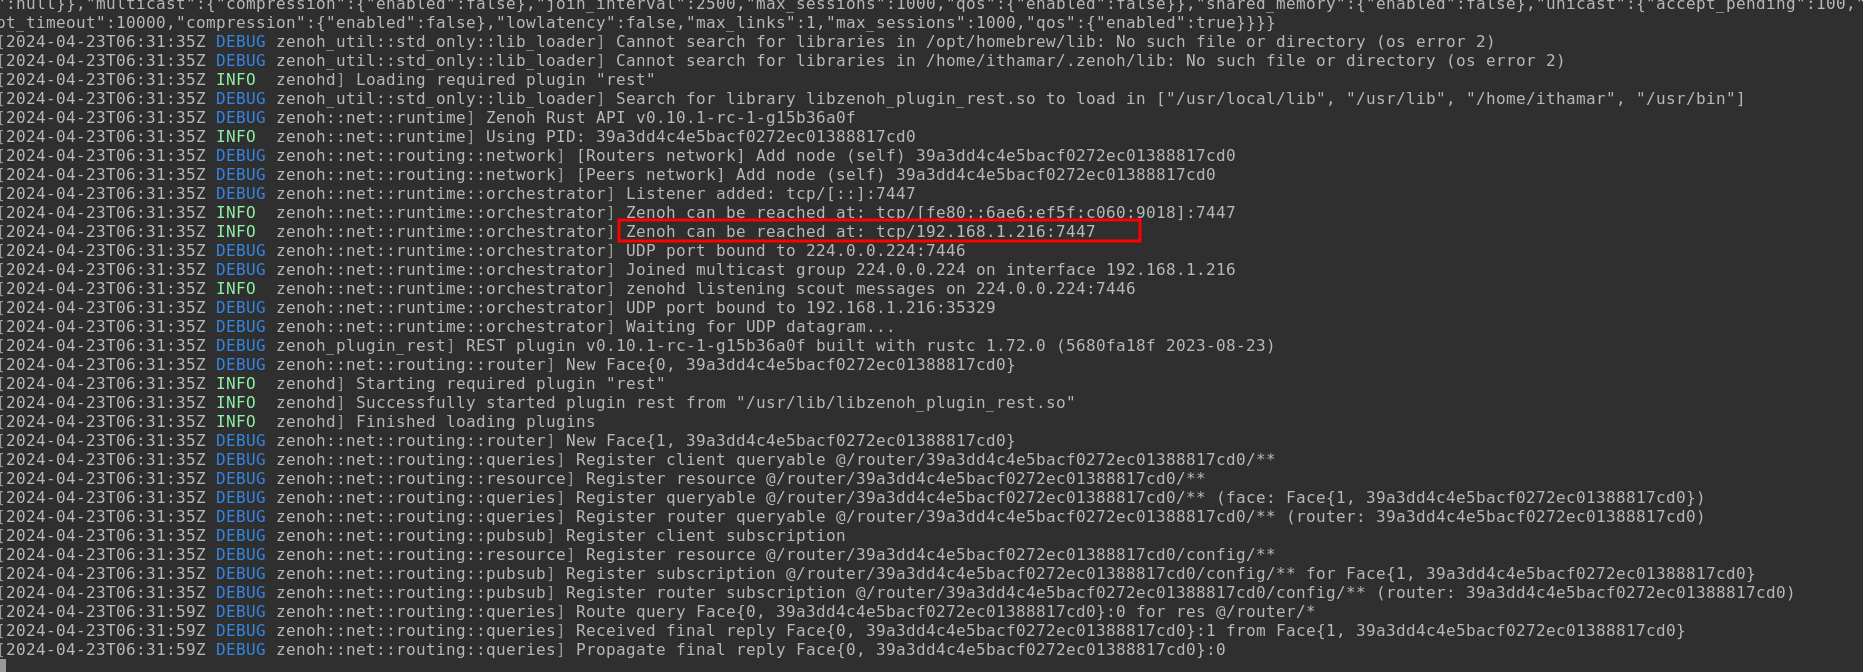 ":null}},"multicast":{"compression":{"enabled":false},"join_interval":2500,"max_sessions":1000,"qos":{"enabled":false}},"shared_memory":{"enabled":false},"unicast":{"accept_pending":100,"
ot_timeout":10000,"compression":{"enabled":false},"lowlatency":false,"max_links":1,"max_sessions":1000,"qos":{"enabled":true}}}}
[2024-04-23T06:31:35Z DEBUG zenoh_util::std_only::lib_loader] Cannot search for libraries in /opt/homebrew/lib: No such file or directory (os error 2)
[2024-04-23T06:31:35Z DEBUG zenoh_util::std_only::lib_loader] Cannot search for libraries in /home/ithamar/.zenoh/lib: No such file or directory (os error 2)
[2024-04-23T06:31:35Z INFO  zenohd] Loading required plugin "rest"
[2024-04-23T06:31:35Z DEBUG zenoh_util::std_only::lib_loader] Search for library libzenoh_plugin_rest.so to load in ["/usr/local/lib", "/usr/lib", "/home/ithamar", "/usr/bin"]
[2024-04-23T06:31:35Z DEBUG zenoh::net::runtime] Zenoh Rust API v0.10.1-rc-1-g15b36a0f
[2024-04-23T06:31:35Z INFO  zenoh::net::runtime] Using PID: 39a3dd4c4e5bacf0272ec01388817cd0
[2024-04-23T06:31:35Z DEBUG zenoh::net::routing::network] [Routers network] Add node (self) 39a3dd4c4e5bacf0272ec01388817cd0
[2024-04-23T06:31:35Z DEBUG zenoh::net::routing::network] [Peers network] Add node (self) 39a3dd4c4e5bacf0272ec01388817cd0
[2024-04-23T06:31:35Z DEBUG zenoh::net::runtime::orchestrator] Listener added: tcp/[::]:7447
[2024-04-23T06:31:35Z INFO  zenoh::net::runtime::orchestrator] Zenoh can be reached at: tcp/[fe80::6ae6:ef5f:c060:9018]:7447
[2024-04-23T06:31:35Z INFO  zenoh::net::runtime::orchestrator] Zenoh can be reached at: tcp/192.168.1.216:7447
[2024-04-23T06:31:35Z DEBUG zenoh::net::runtime::orchestrator] UDP port bound to 224.0.0.224:7446
[2024-04-23T06:31:35Z DEBUG zenoh::net::runtime::orchestrator] Joined multicast group 224.0.0.224 on interface 192.168.1.216
[2024-04-23T06:31:35Z INFO  zenoh::net::runtime::orchestrator] zenohd listening scout messages on 224.0.0.224:7446
[2024-04-23T06:31:35Z DEBUG zenoh::net::runtime::orchestrator] UDP port bound to 192.168.1.216:35329
[2024-04-23T06:31:35Z DEBUG zenoh::net::runtime::orchestrator] Waiting for UDP datagram...
[2024-04-23T06:31:35Z DEBUG zenoh_plugin_rest] REST plugin v0.10.1-rc-1-g15b36a0f built with rustc 1.72.0 (5680fa18f 2023-08-23)
[2024-04-23T06:31:35Z DEBUG zenoh::net::routing::router] New Face{0, 39a3dd4c4e5bacf0272ec01388817cd0}
[2024-04-23T06:31:35Z INFO  zenohd] Starting required plugin "rest"
[2024-04-23T06:31:35Z INFO  zenohd] Successfully started plugin rest from "/usr/lib/libzenoh_plugin_rest.so"
[2024-04-23T06:31:35Z INFO  zenohd] Finished loading plugins
[2024-04-23T06:31:35Z DEBUG zenoh::net::routing::router] New Face{1, 39a3dd4c4e5bacf0272ec01388817cd0}
[2024-04-23T06:31:35Z DEBUG zenoh::net::routing::queries] Register client queryable @/router/39a3dd4c4e5bacf0272ec01388817cd0/**
[2024-04-23T06:31:35Z DEBUG zenoh::net::routing::resource] Register resource @/router/39a3dd4c4e5bacf0272ec01388817cd0/**
[2024-04-23T06:31:35Z DEBUG zenoh::net::routing::queries] Register queryable @/router/39a3dd4c4e5bacf0272ec01388817cd0/** (face: Face{1, 39a3dd4c4e5bacf0272ec01388817cd0})
[2024-04-23T06:31:35Z DEBUG zenoh::net::routing::queries] Register router queryable @/router/39a3dd4c4e5bacf0272ec01388817cd0/** (router: 39a3dd4c4e5bacf0272ec01388817cd0)
[2024-04-23T06:31:35Z DEBUG zenoh::net::routing::pubsub] Register client subscription
[2024-04-23T06:31:35Z DEBUG zenoh::net::routing::resource] Register resource @/router/39a3dd4c4e5bacf0272ec01388817cd0/config/**
[2024-04-23T06:31:35Z DEBUG zenoh::net::routing::pubsub] Register subscription @/router/39a3dd4c4e5bacf0272ec01388817cd0/config/** for Face{1, 39a3dd4c4e5bacf0272ec01388817cd0}
[2024-04-23T06:31:35Z DEBUG zenoh::net::routing::pubsub] Register router subscription @/router/39a3dd4c4e5bacf0272ec01388817cd0/config/** (router: 39a3dd4c4e5bacf0272ec01388817cd0)
[2024-04-23T06:31:59Z DEBUG zenoh::net::routing::queries] Route query Face{0, 39a3dd4c4e5bacf0272ec01388817cd0}:0 for res @/router/*
[2024-04-23T06:31:59Z DEBUG zenoh::net::routing::queries] Received final reply Face{0, 39a3dd4c4e5bacf0272ec01388817cd0}:1 from Face{1, 39a3dd4c4e5bacf0272ec01388817cd0}
[2024-04-23T06:31:59Z DEBUG zenoh::net::routing::queries] Propagate final reply Face{0, 39a3dd4c4e5bacf0272ec01388817cd0}:0